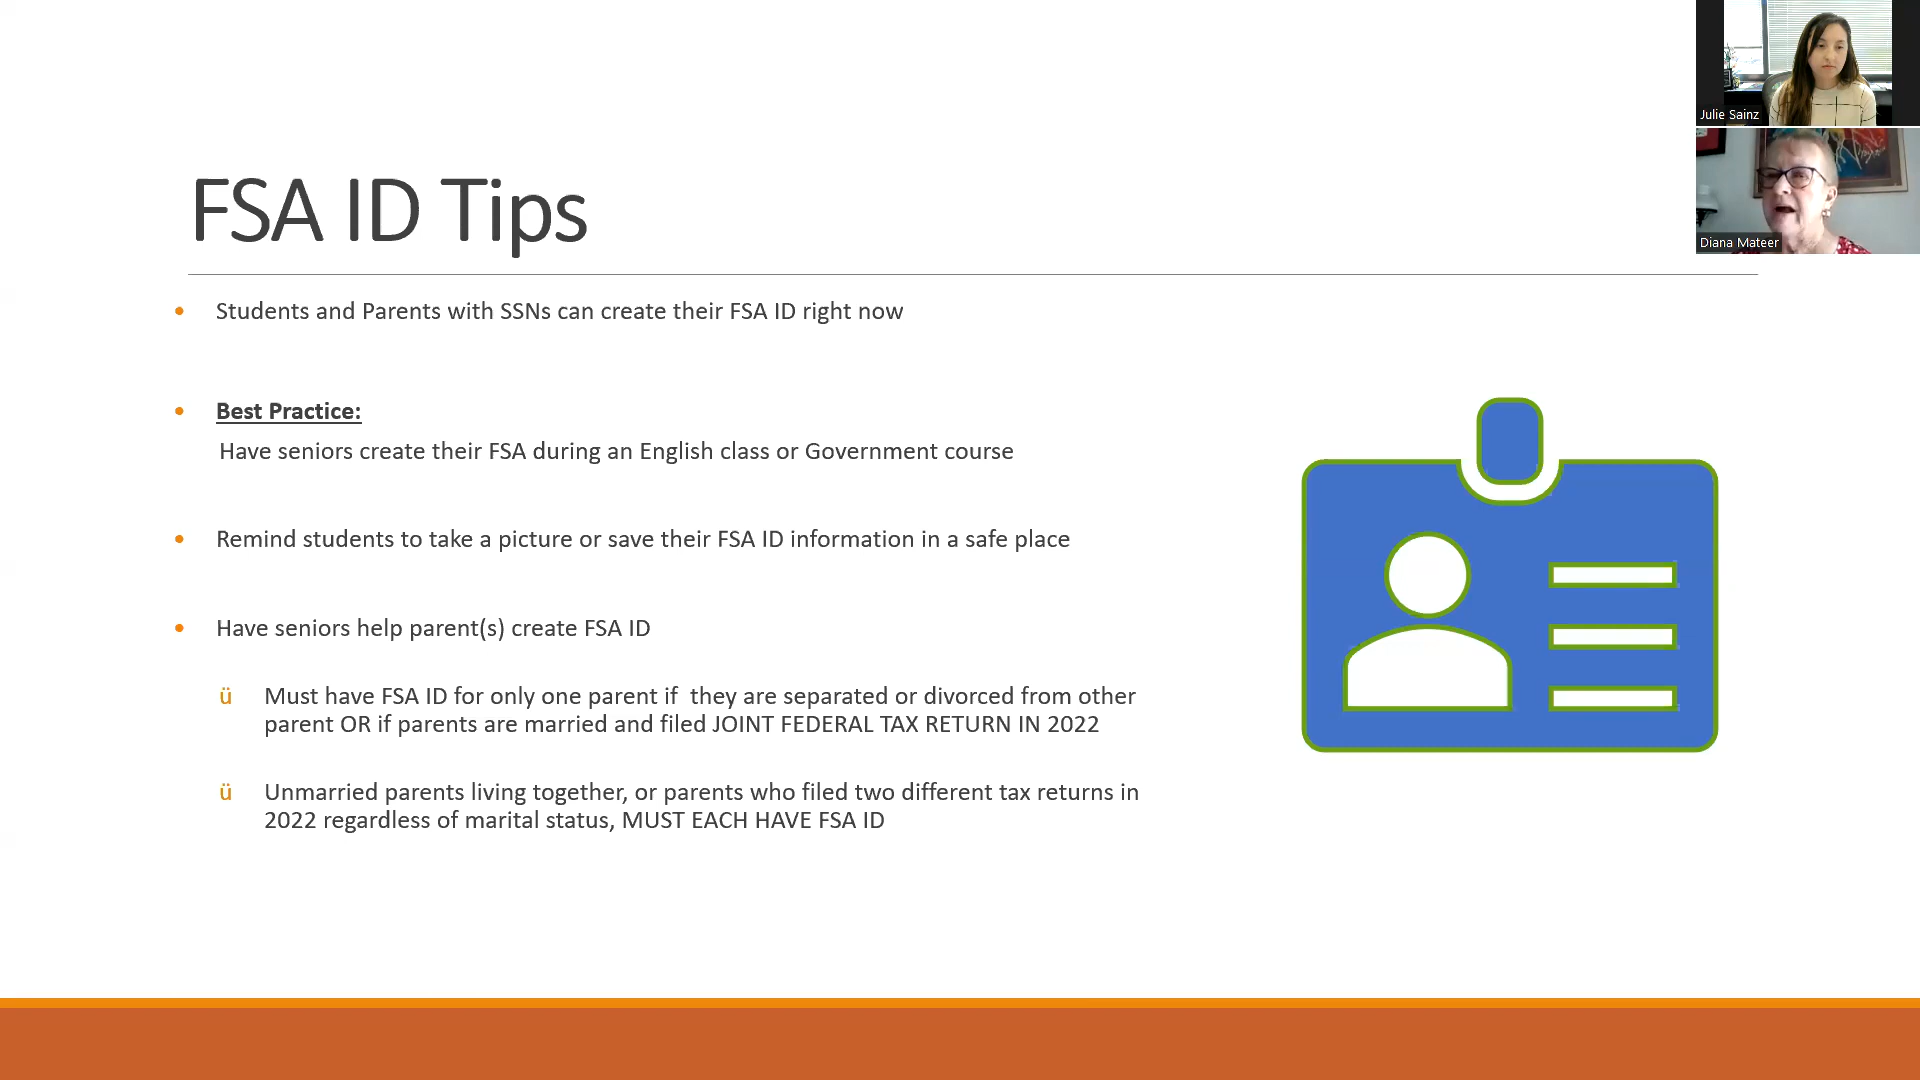 Julie Sainz
Diana Mateer
FSA ID Tips
• Students and Parents with SSNs can create their FSA ID right now
• Best Practice:
Have seniors create their FSA during an English class or Government course
• Remind students to take a picture or save their FSA ID information in a safe place
• Have seniors help parent(s) create FSA ID
ü Must have FSA ID for only one parent if  they are separated or divorced from other
parent OR if parents are married and filed JOINT FEDERAL TAX RETURN IN 2022
ü Unmarried parents living together, or parents who filed two different tax returns in
2022 regardless of marital status, MUST EACH HAVE FSA ID